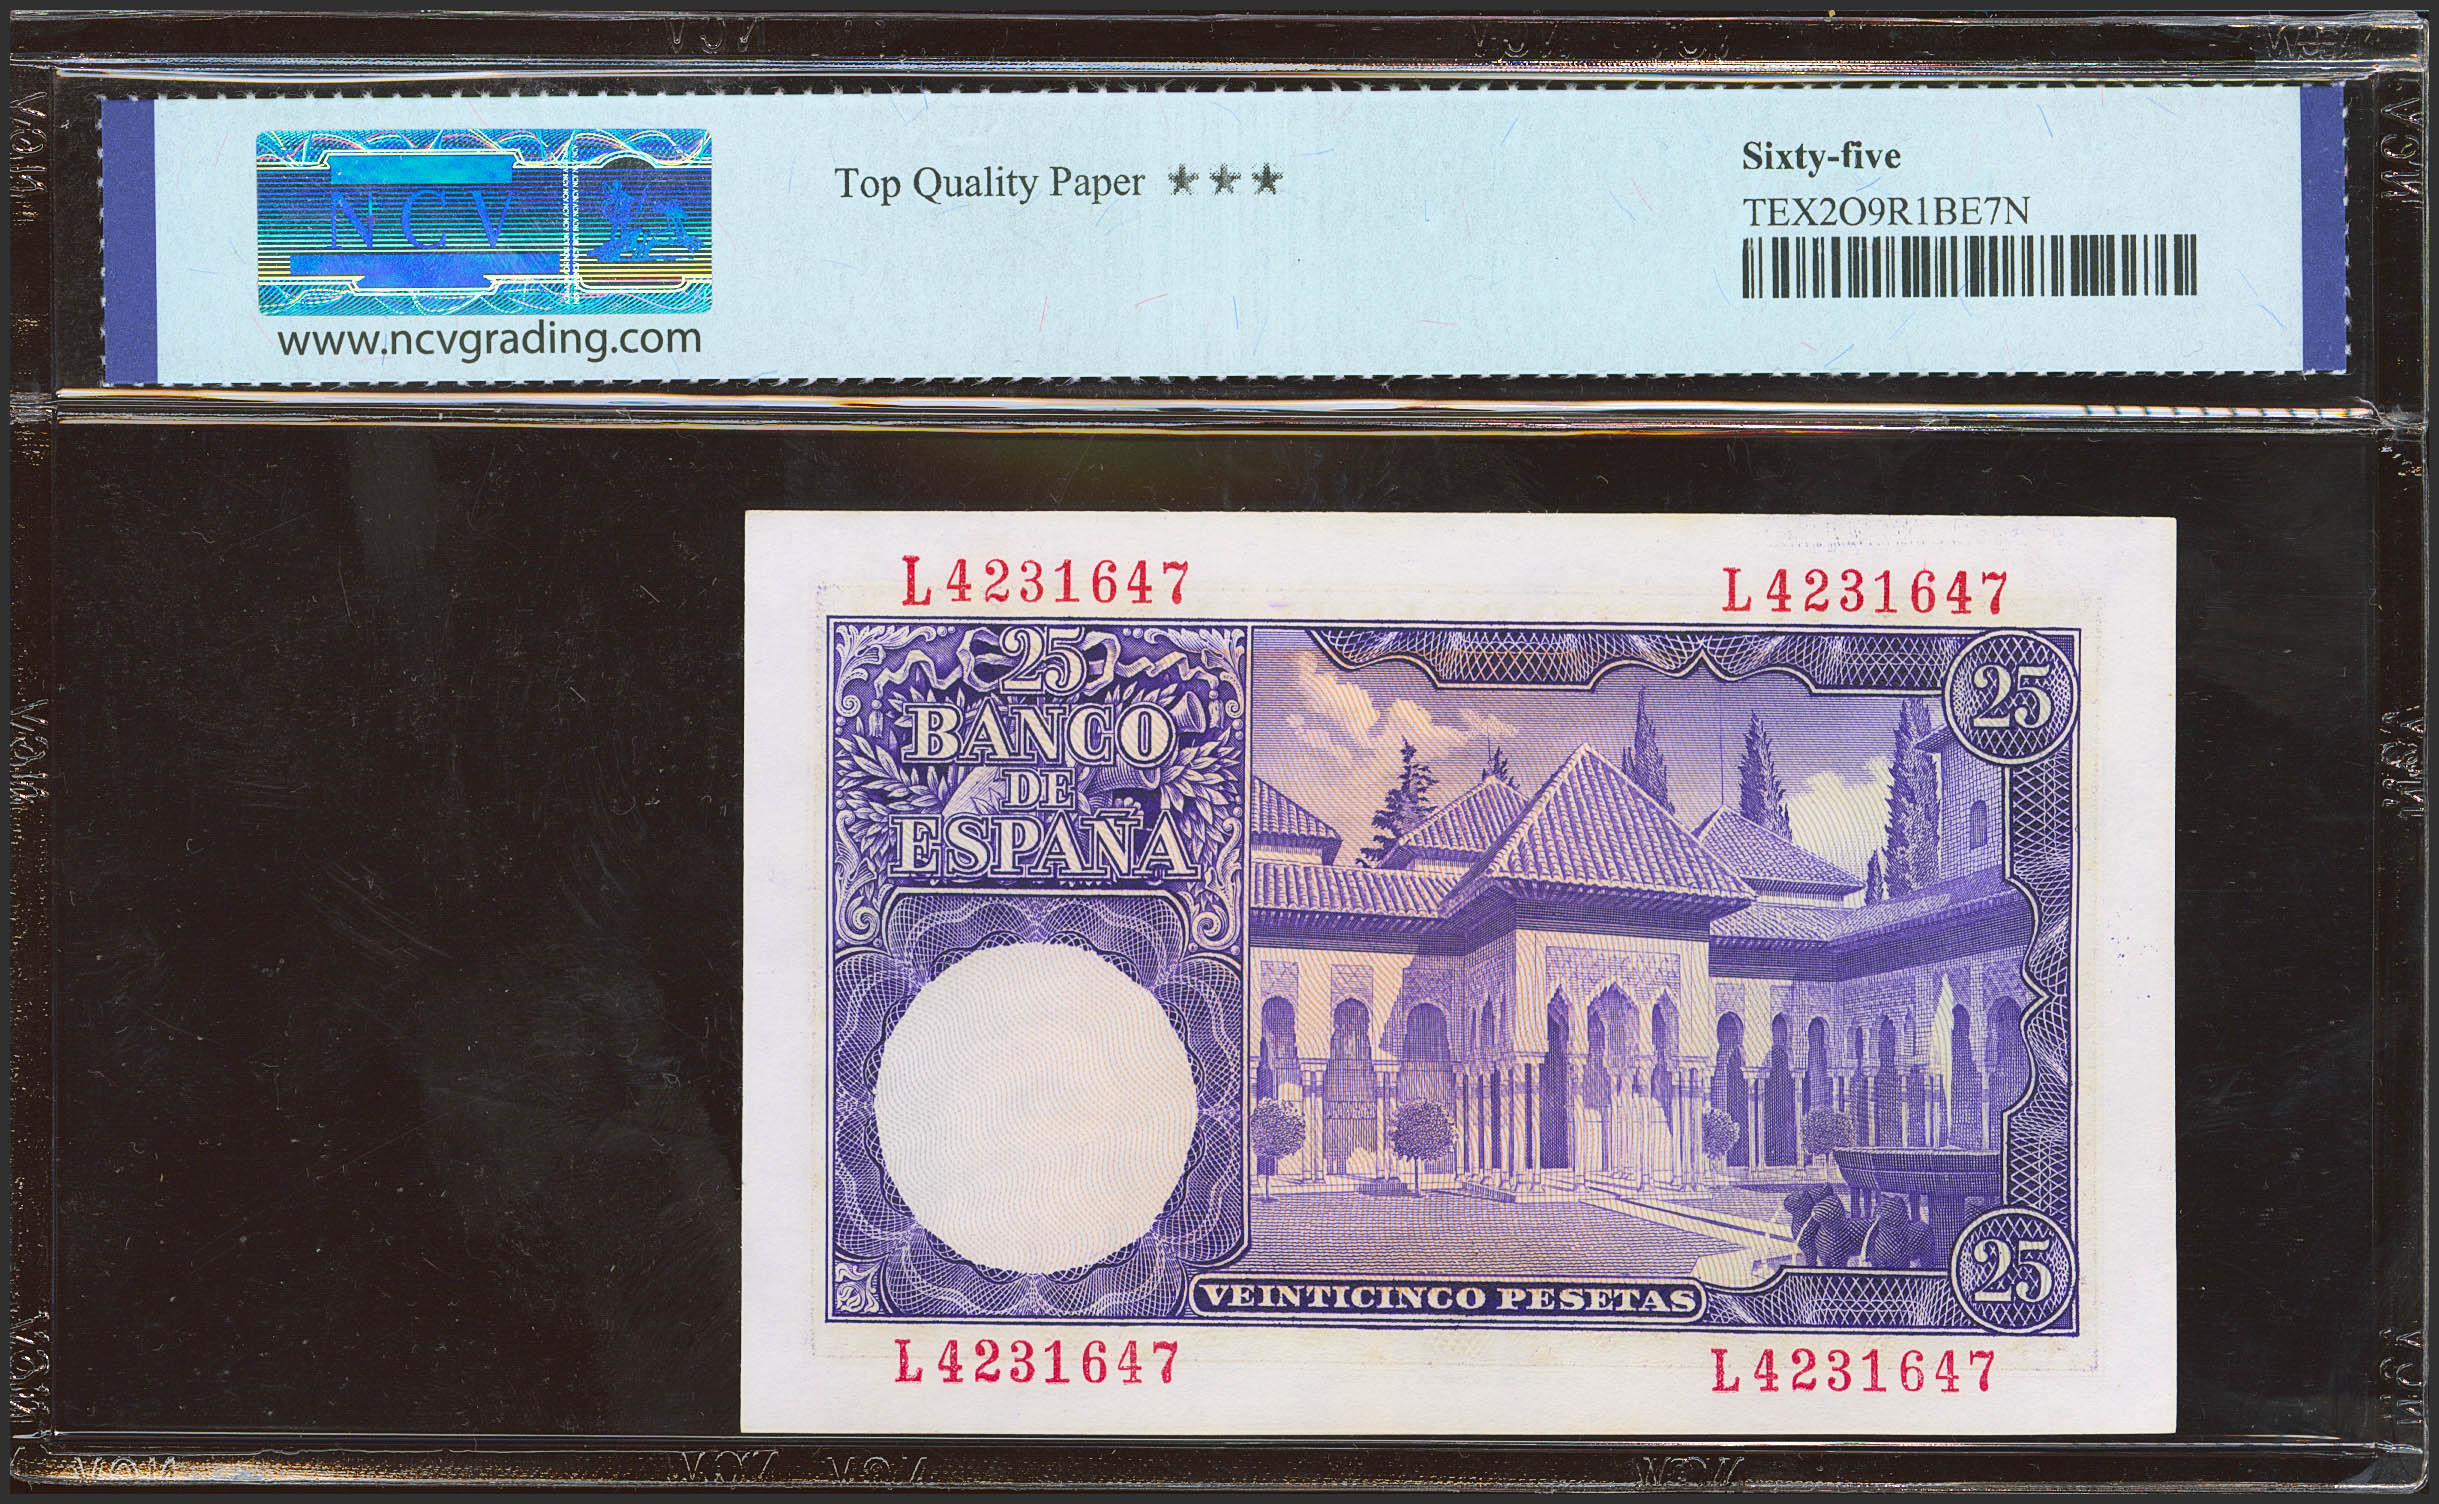 NCV
www.ncvgrading.com
Top Quality Paper ★★★
Sixty-five
TEX2O9R1BE7N
L4231647
L4231647
25
BANCO
DE
ESPAÑA
25
VEINTICINCO PESETAS
25
L4231647
L4231647